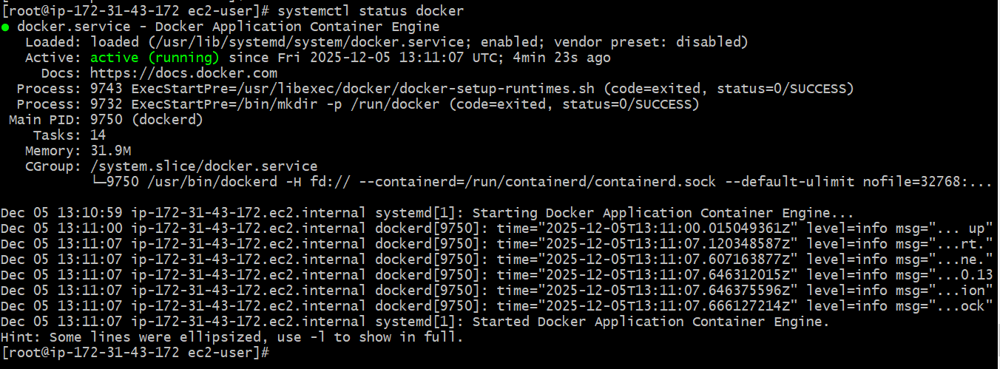 [root@ip-172-31-43-172 ec2-user]# systemctl status docker
● docker.service - Docker Application Container Engine
   Loaded: loaded (/usr/lib/systemd/system/docker.service; enabled; vendor preset: disabled)
   Active: active (running) since Fri 2025-12-05 13:11:07 UTC; 4min 23s ago
     Docs: https://docs.docker.com
  Process: 9743 ExecStartPre=/usr/libexec/docker/docker-setup-runtimes.sh (code=exited, status=0/SUCCESS)
  Process: 9732 ExecStartPre=/bin/mkdir -p /run/docker (code=exited, status=0/SUCCESS)
 Main PID: 9750 (dockerd)
    Tasks: 14
   Memory: 31.9M
   CGroup: /system.slice/docker.service
           └─9750 /usr/bin/dockerd -H fd:// --containerd=/run/containerd/containerd.sock --default-ulimit nofile=32768:...
Dec 05 13:10:59 ip-172-31-43-172.ec2.internal systemd[1]: Starting Docker Application Container Engine...
Dec 05 13:11:00 ip-172-31-43-172.ec2.internal dockerd[9750]: time="2025-12-05T13:11:00.015049361Z" level=info msg="... up"
Dec 05 13:11:07 ip-172-31-43-172.ec2.internal dockerd[9750]: time="2025-12-05T13:11:07.120348587Z" level=info msg="...rt."
Dec 05 13:11:07 ip-172-31-43-172.ec2.internal dockerd[9750]: time="2025-12-05T13:11:07.607163877Z" level=info msg="...ne."
Dec 05 13:11:07 ip-172-31-43-172.ec2.internal dockerd[9750]: time="2025-12-05T13:11:07.646312015Z" level=info msg="...0.13
Dec 05 13:11:07 ip-172-31-43-172.ec2.internal dockerd[9750]: time="2025-12-05T13:11:07.646375596Z" level=info msg="...ion"
Dec 05 13:11:07 ip-172-31-43-172.ec2.internal dockerd[9750]: time="2025-12-05T13:11:07.666127214Z" level=info msg="...ock"
Dec 05 13:11:07 ip-172-31-43-172.ec2.internal systemd[1]: Started Docker Application Container Engine.
Hint: Some lines were ellipsized, use -l to show in full.
[root@ip-172-31-43-172 ec2-user]#